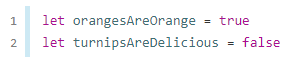 1 let orangesAreOrange = true
2 let turnipsAreDelicious = false